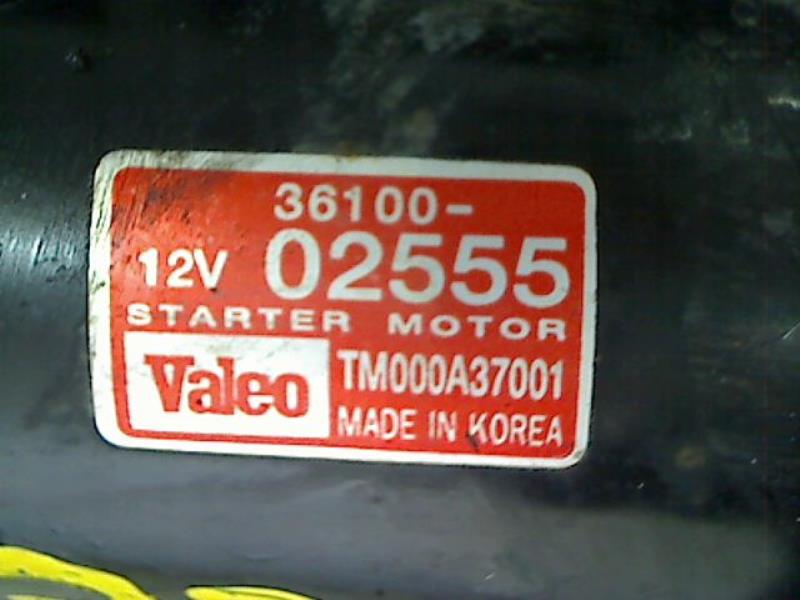 36100-
12V 02555
STARTER MOTOR
Valeo TM000A37001
MADE IN KOREA